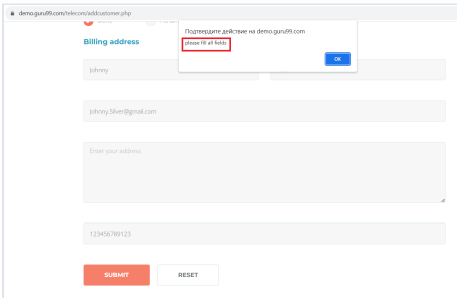 demo.guru99.com/telecom/addcustomer.php
Подтвердите действие на demo.guru99.com
please fill all fields
OK
Billing address
Johnny
Johnny.Silver@gmail.com
Enter your address
123456789123
SUBMIT RESET